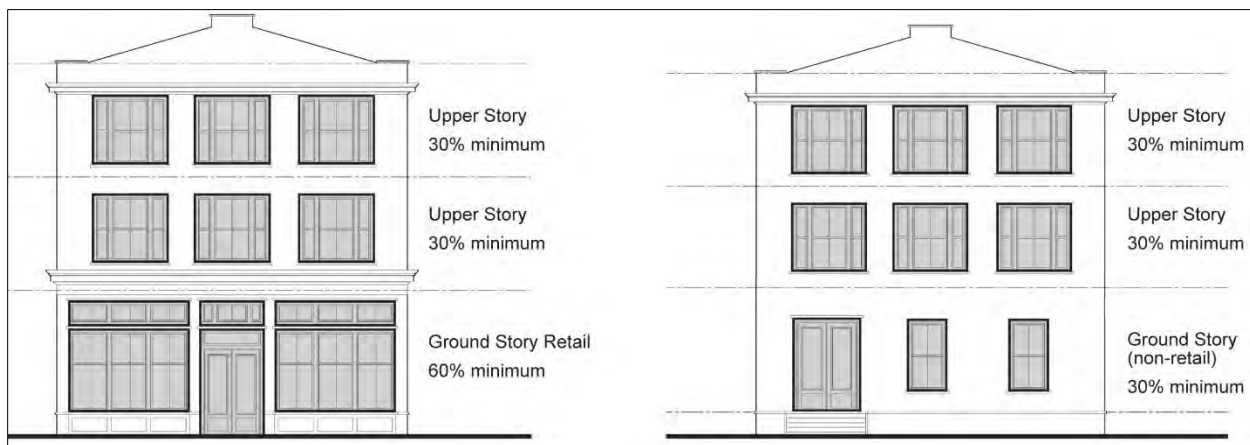 Upper Story
30% minimum
Upper Story
30% minimum
Ground Story Retail
60% minimum
Upper Story
30% minimum
Upper Story
30% minimum
Ground Story
(non-retail)
30% minimum